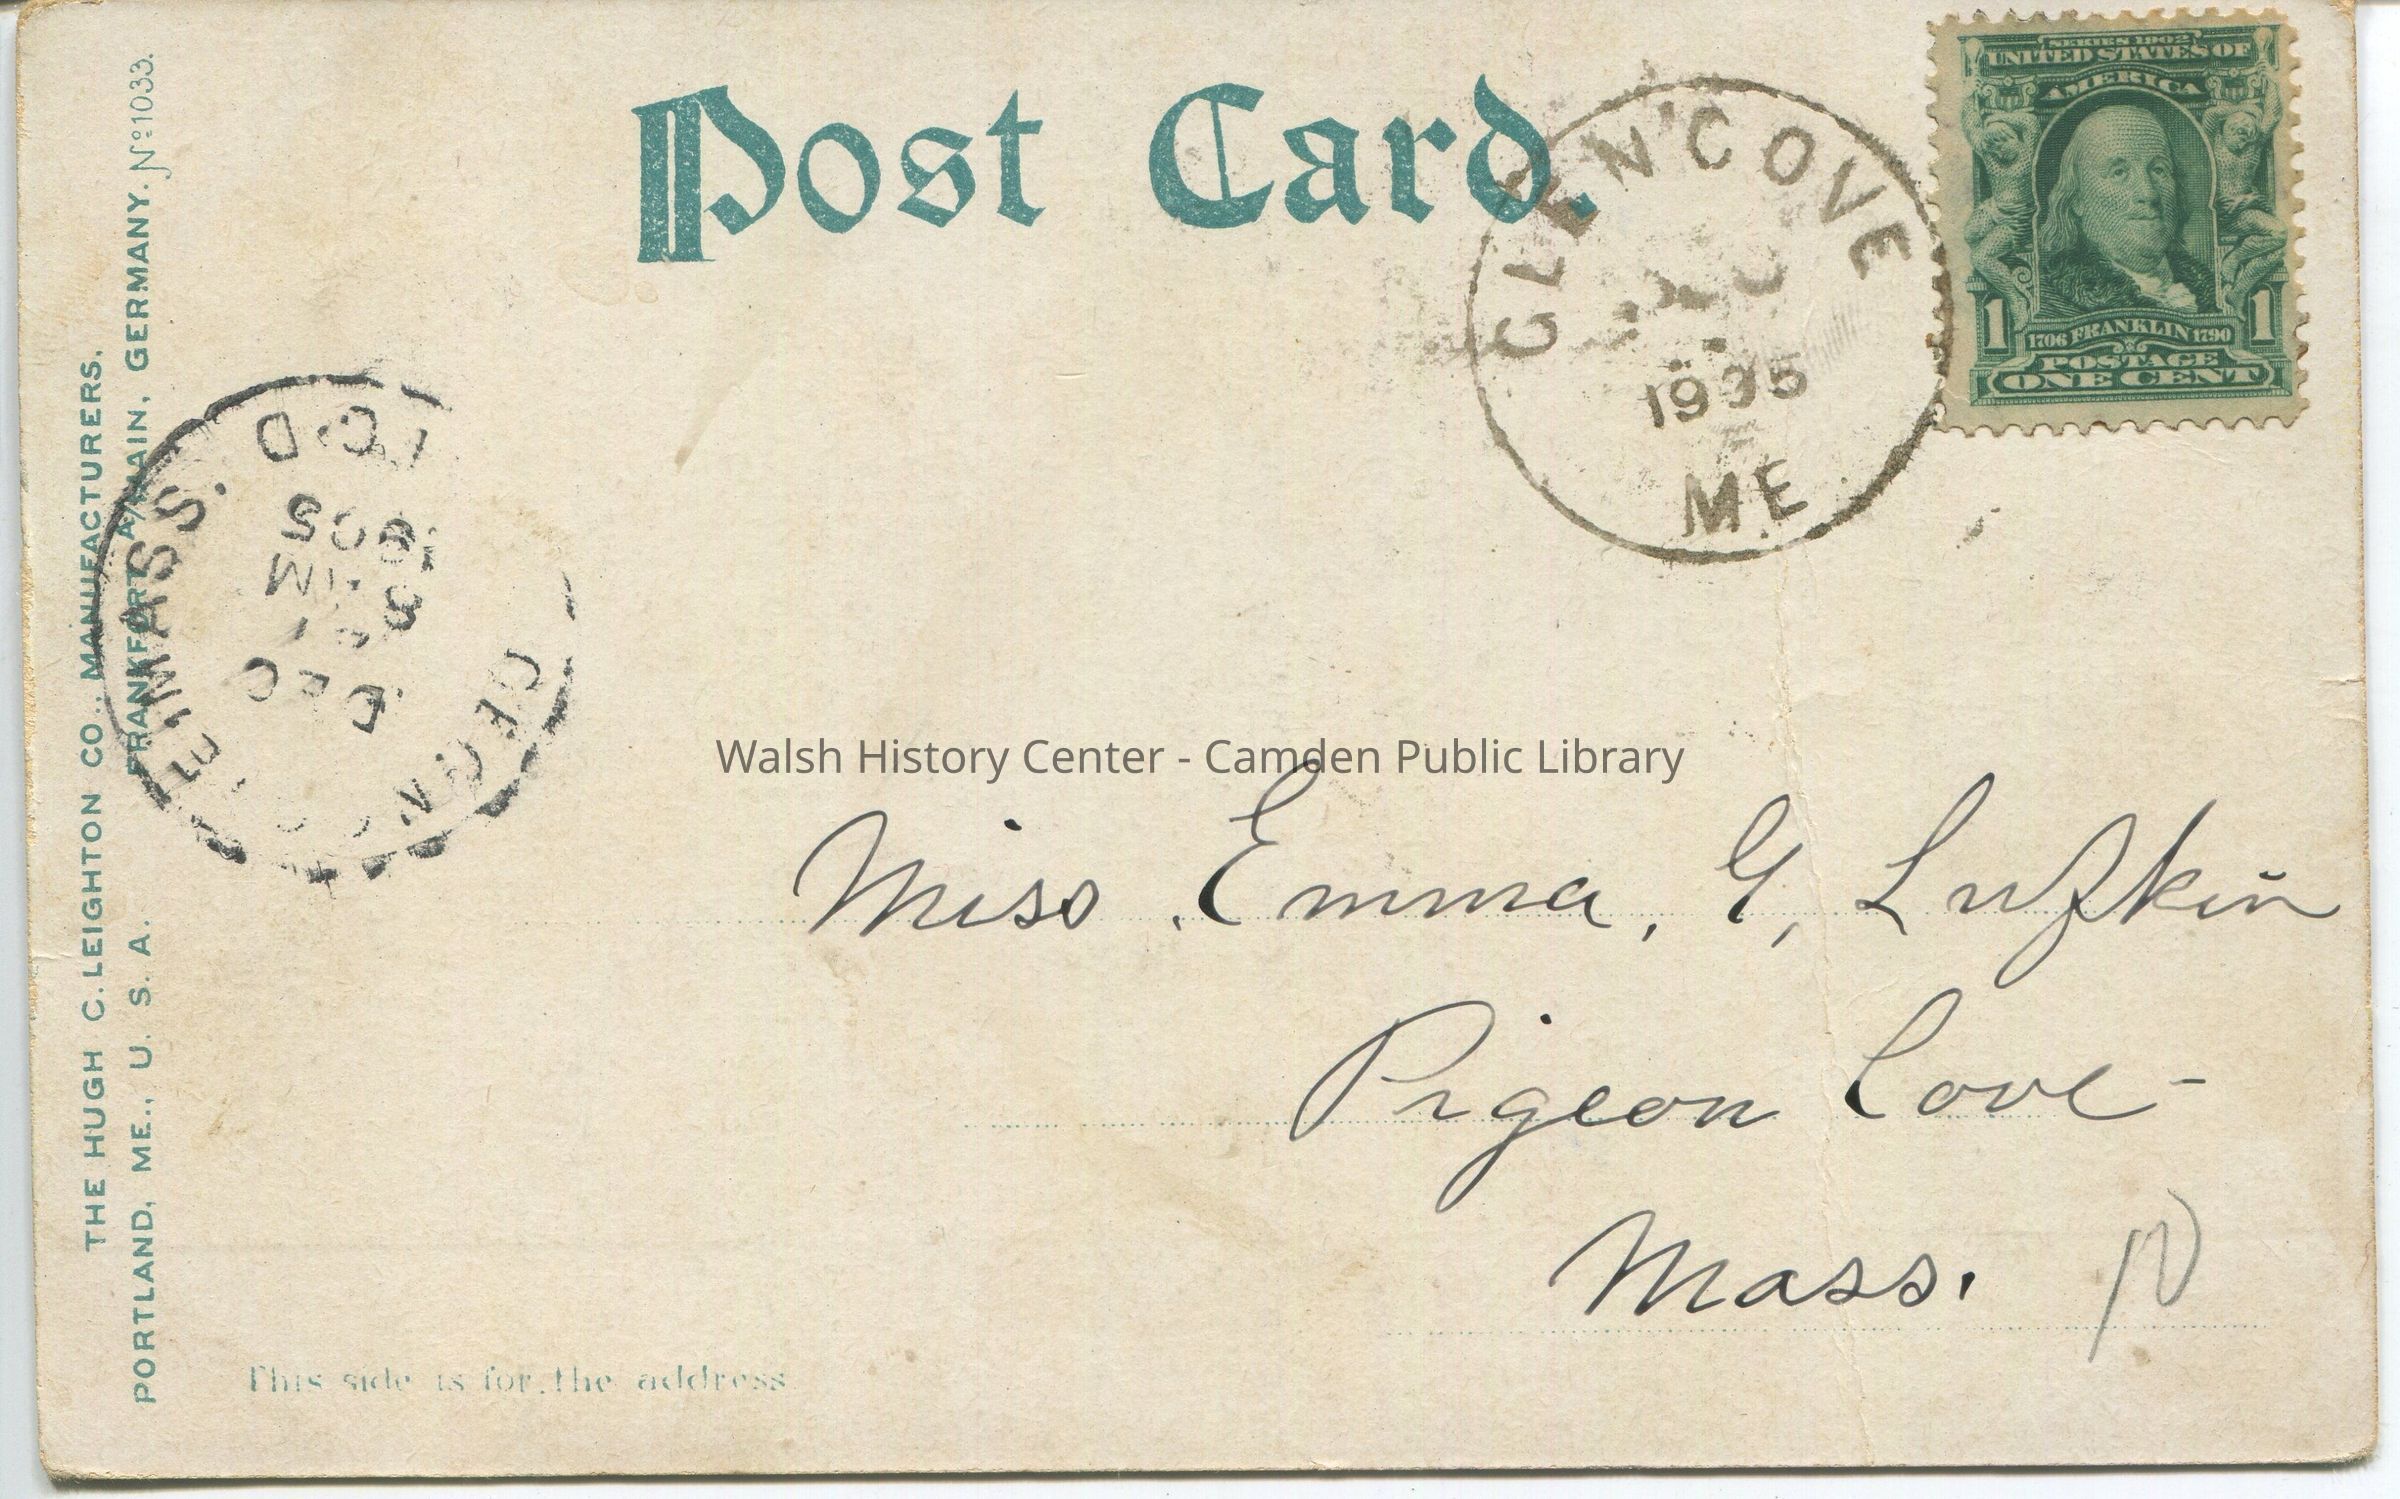 Post Card.
GLEN COVE
1905
ME.
SERIES 1902
UNITED STATES OF
AMERICA
1706 FRANKLIN 1790
1 1
POSTAGE
ONE CENT
THE HUGH C. LEIGHTON CO., MANUFACTURERS,
PORTLAND, ME., U. S. A. FRANKFORT A/MAIN, GERMANY. No 1033.
MASS.
REC'D
Walsh History Center - Camden Public Library
Miss Emma, G, Lufkin
Pigeon Cove -
Mass.
This side is for the address